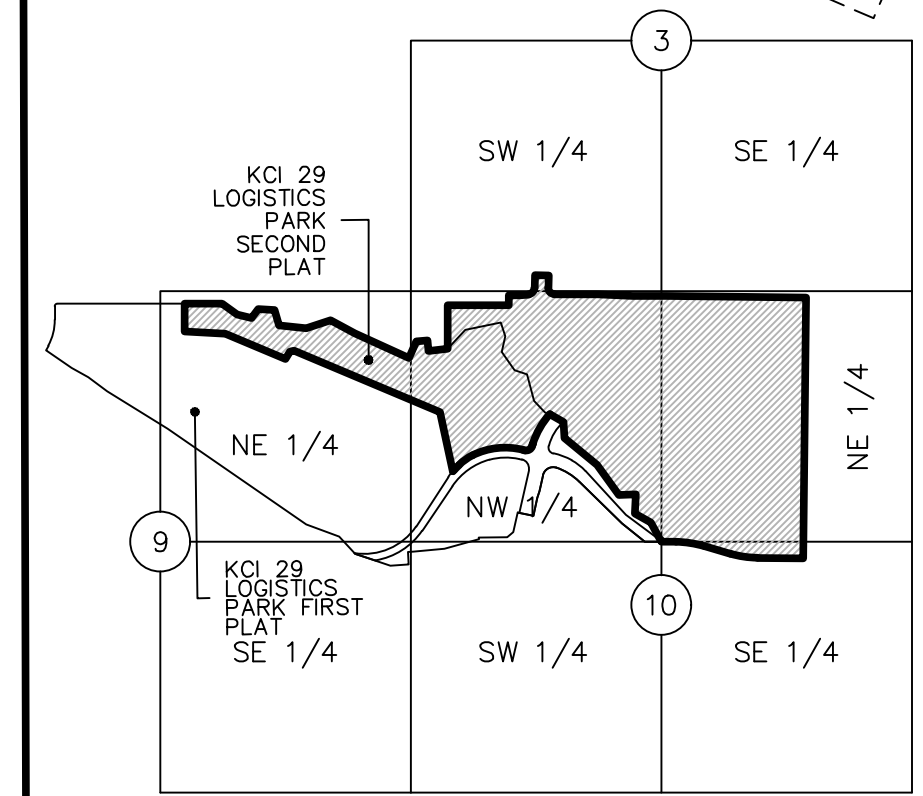 3
SW 1/4
SE 1/4
KCI 29
LOGISTICS
PARK
SECOND
PLAT
NE 1/4
NE 1/4
NW 1/4
9
KCI 29
LOGISTICS
PARK FIRST
PLAT
10
SE 1/4
SW 1/4
SE 1/4